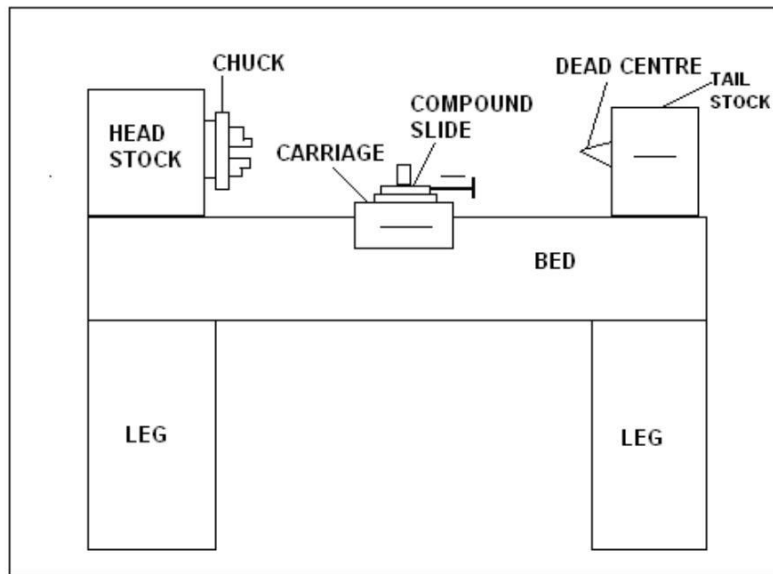 CHUCK
DEAD CENTRE
TAIL
STOCK
COMPOUND
SLIDE
HEAD
STOCK
CARRIAGE
BED
LEG
LEG